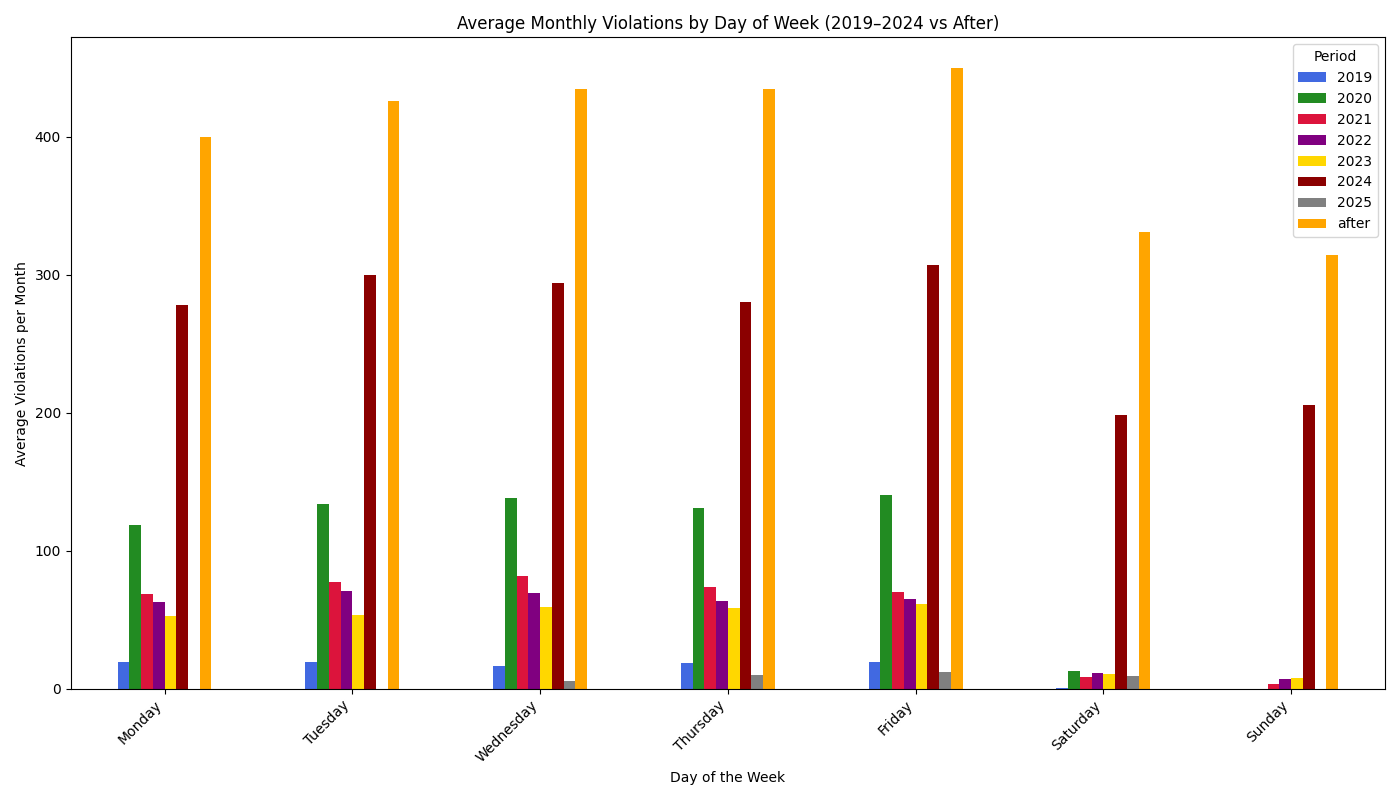 Average Monthly Violations by Day of Week (2019–2024 vs After)
Period
2019
2020
2021
2022
2023
2024
2025
after
Average Violations per Month
400
300
200
100
0
Monday
Tuesday
Wednesday
Thursday
Friday
Saturday
Sunday
Day of the Week